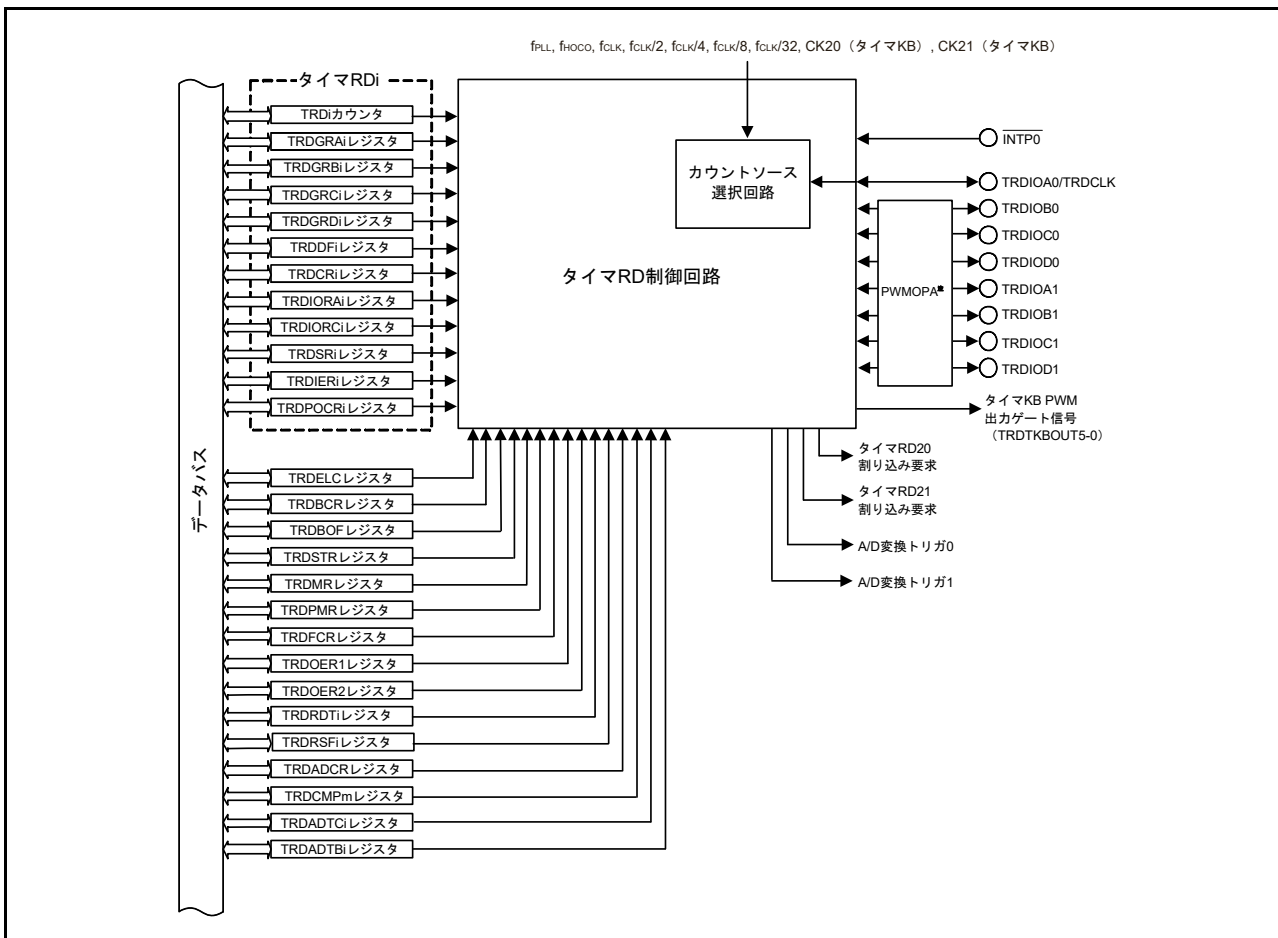 fPLL, fHOCO, fCLK, fCLK/2, fCLK/4, fCLK/8, fCLK/32, CK20（タイマKB）, CK21（タイマKB）
タイマRDi
TRDiカウンタ
TRDGRAiレジスタ
TRDGRBiレジスタ
TRDGRCiレジスタ
TRDGRDiレジスタ
TRDDFiレジスタ
TRDCRiレジスタ
TRDIORAiレジスタ
TRDIORCiレジスタ
TRDSRiレジスタ
TRDIERiレジスタ
TRDPOCRiレジスタ
データバス
TRDELCレジスタ
TRDBCRレジスタ
TRDBOFレジスタ
TRDSTRレジスタ
TRDMRレジスタ
TRDPMRレジスタ
TRDFCRレジスタ
TRDOER1レジスタ
TRDOER2レジスタ
TRDRDTiレジスタ
TRDRSFiレジスタ
TRDADCRレジスタ
TRDCMPmレジスタ
TRDADTCiレジスタ
TRDADTBiレジスタ
カウントソース
選択回路
タイマRD制御回路
PWMOPA
INTP0
TRDIOA0/TRDCLK
TRDIOB0
TRDIOC0
TRDIOD0
TRDIOA1
TRDIOB1
TRDIOC1
TRDIOD1
タイマKB PWM
出力ゲート信号
（TRDTKBOUT5-0）
タイマRD20
割り込み要求
タイマRD21
割り込み要求
A/D変換トリガ0
A/D変換トリガ1